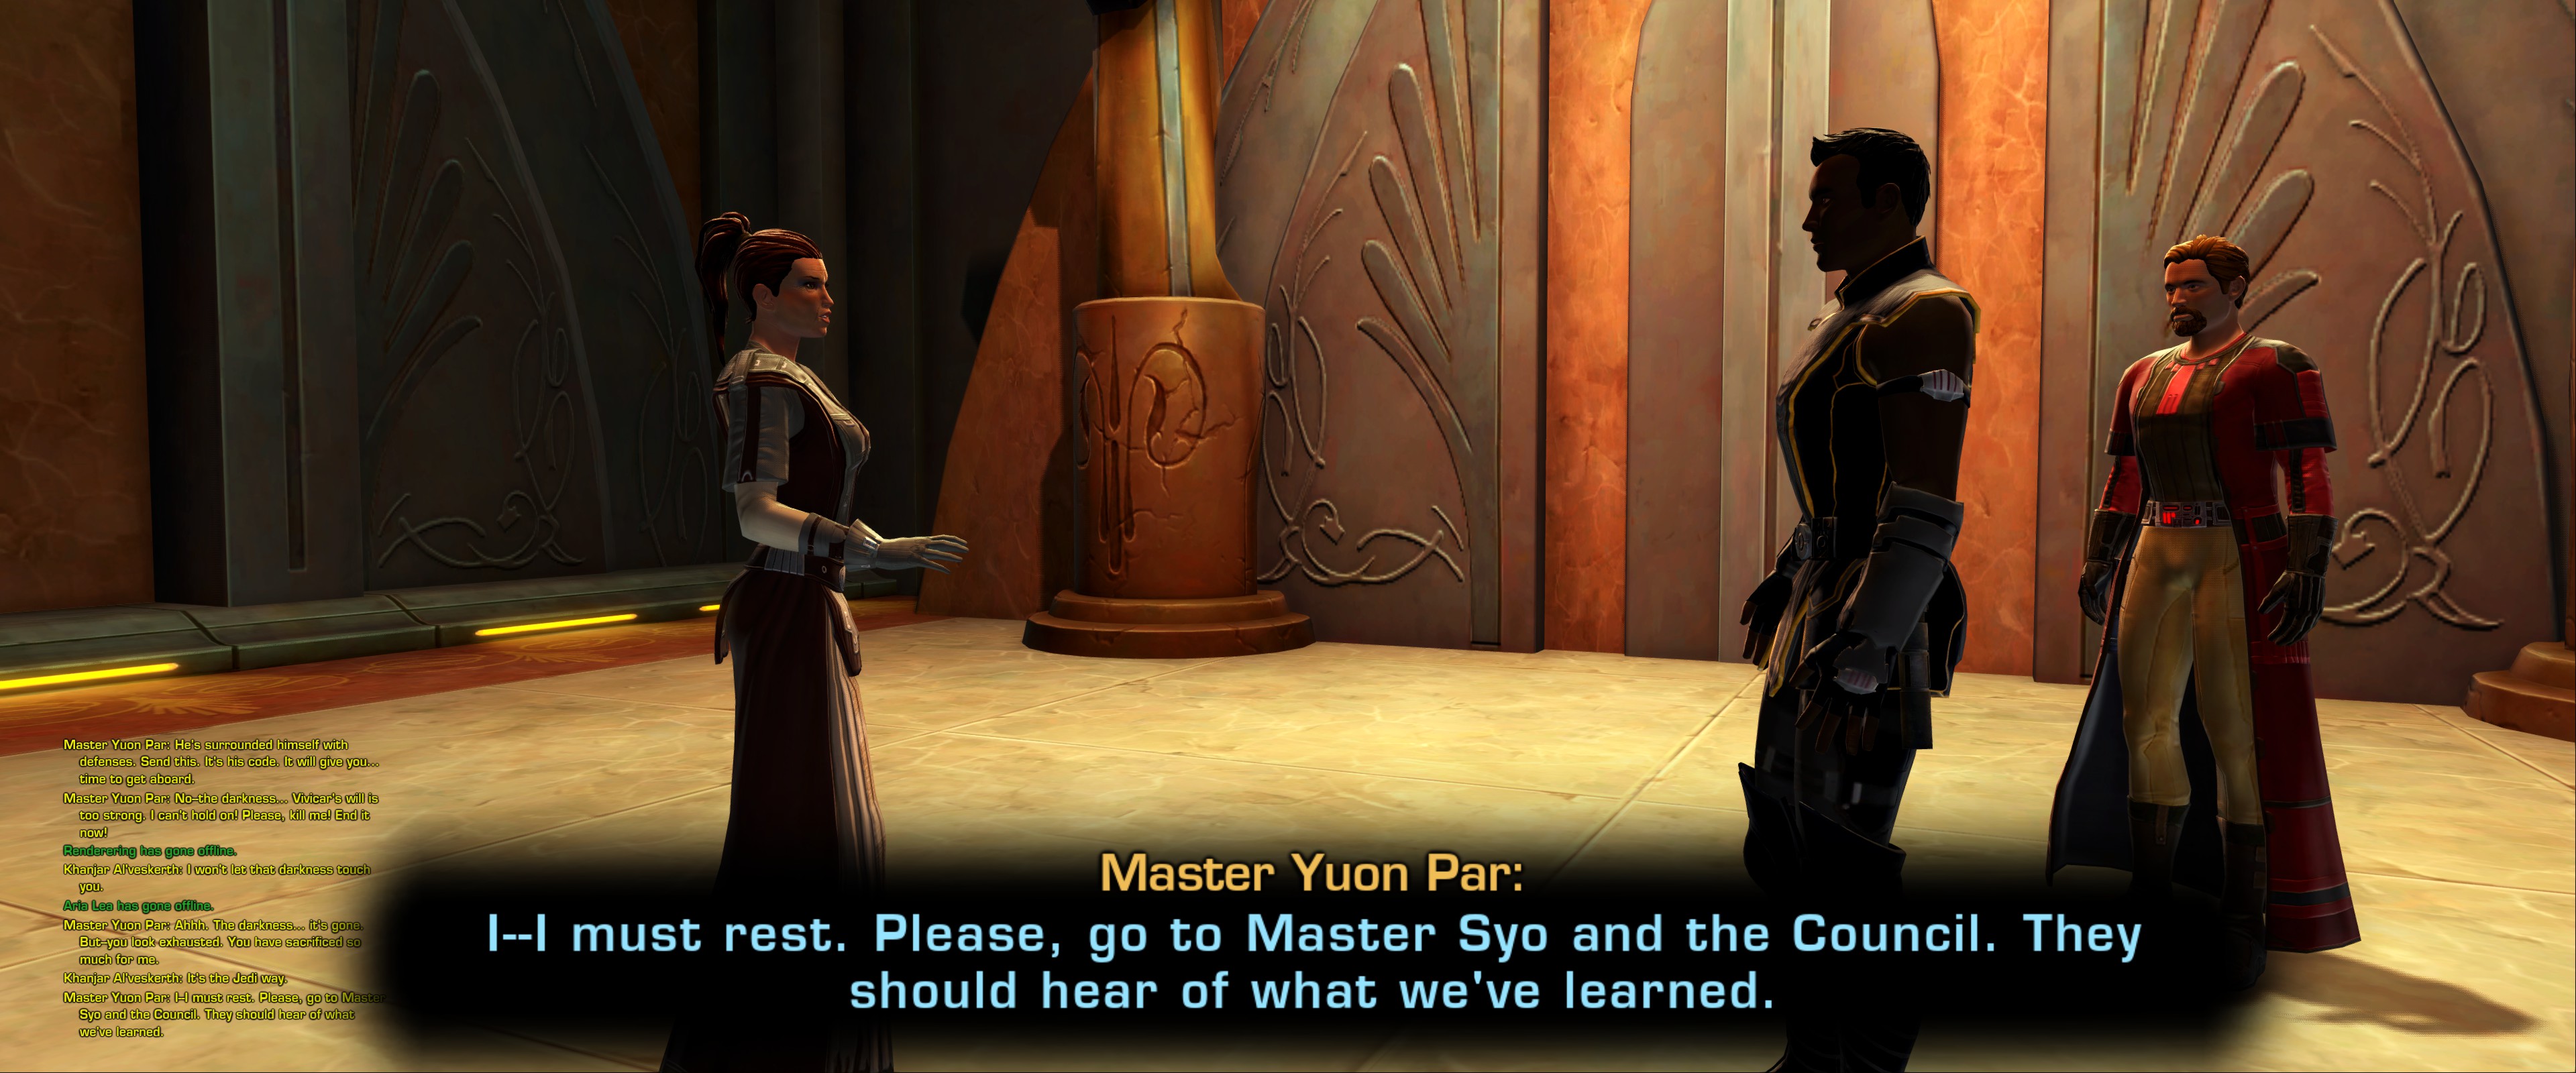 Master Yuon Par: He's surrounded himself with
defenses. Send this. It's his code. It will give you...
time to get aboard.
Master Yuon Par: No--the darkness... Vivicar's will is
too strong. I can't hold on! Please, kill me! End it
now!
Renderering has gone offline.
Khanjar Al'veskerth: I won't let that darkness touch
you.
Aria Lea has gone offline.
Master Yuon Par: Ahhh. The darkness... it's gone.
But--you look exhausted. You have sacrificed so
much for me.
Khanjar Al'veskerth: It's the Jedi way.
Master Yuon Par: I--I must rest. Please, go to Master
Syo and the Council. They should hear of what
we've learned.
Master Yuon Par:
I--I must rest. Please, go to Master Syo and the Council. They
should hear of what we've learned.